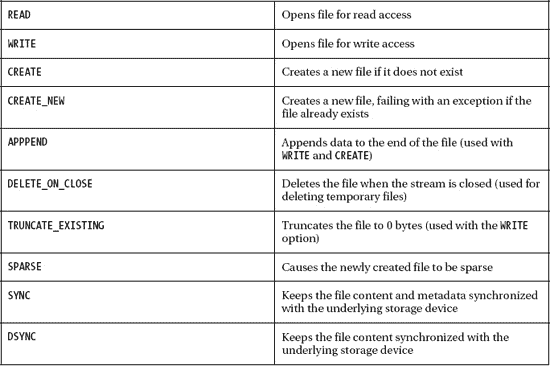 READ
Opens file for read access
WRITE
Opens file for write access
CREATE
Creates a new file if it does not exist
CREATE_NEW
Creates a new file, failing with an exception if the
file already exists
APPPEND
Appends data to the end of the file (used with
WRITE and CREATE)
DELETE_ON_CLOSE
Deletes the file when the stream is closed (used for
deleting temporary files)
TRUNCATE_EXISTING
Truncates the file to 0 bytes (used with the WRITE
option)
SPARSE
Causes the newly created file to be sparse
SYNC
Keeps the file content and metadata synchronized
with the underlying storage device
DSYNC
Keeps the file content synchronized with the
underlying storage device